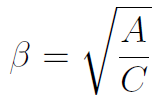 β = √(A/C)